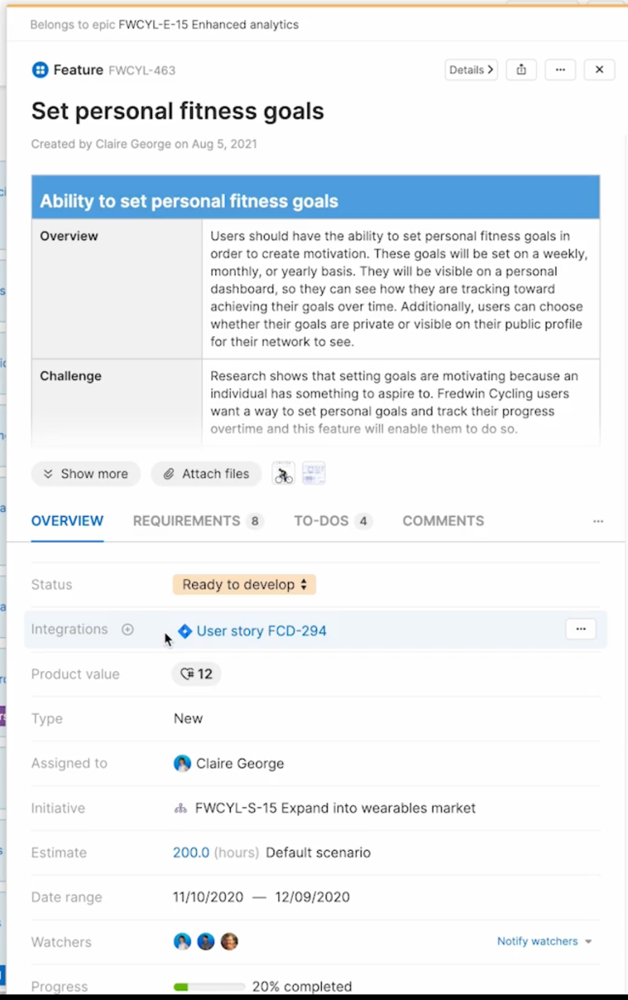 Belongs to epic FWCYL-E-15 Enhanced analytics
Feature FWCYL-463
Details
Set personal fitness goals
Created by Claire George on Aug 5, 2021
Ability to set personal fitness goals
Overview
Users should have the ability to set personal fitness goals in
order to create motivation. These goals will be set on a weekly,
monthly, or yearly basis. They will be visible on a personal
dashboard, so they can see how they are tracking toward
achieving their goals over time. Additionally, users can choose
whether their goals are private or visible on their public profile
for their network to see.
Challenge
Research shows that setting goals are motivating because an
individual has something to aspire to. Fredwin Cycling users
want a way to set personal goals and track their progress
overtime and this feature will enable them to do so.
Show more
Attach files
OVERVIEW
REQUIREMENTS 8
TO-DOS 4
COMMENTS
Status
Ready to develop
Integrations
User story FCD-294
Product value
12
Type
New
Assigned to
Claire George
Initiative
FWCYL-S-15 Expand into wearables market
Estimate
200.0 (hours) Default scenario
Date range
11/10/2020 — 12/09/2020
Watchers
Notify watchers
Progress
20% completed